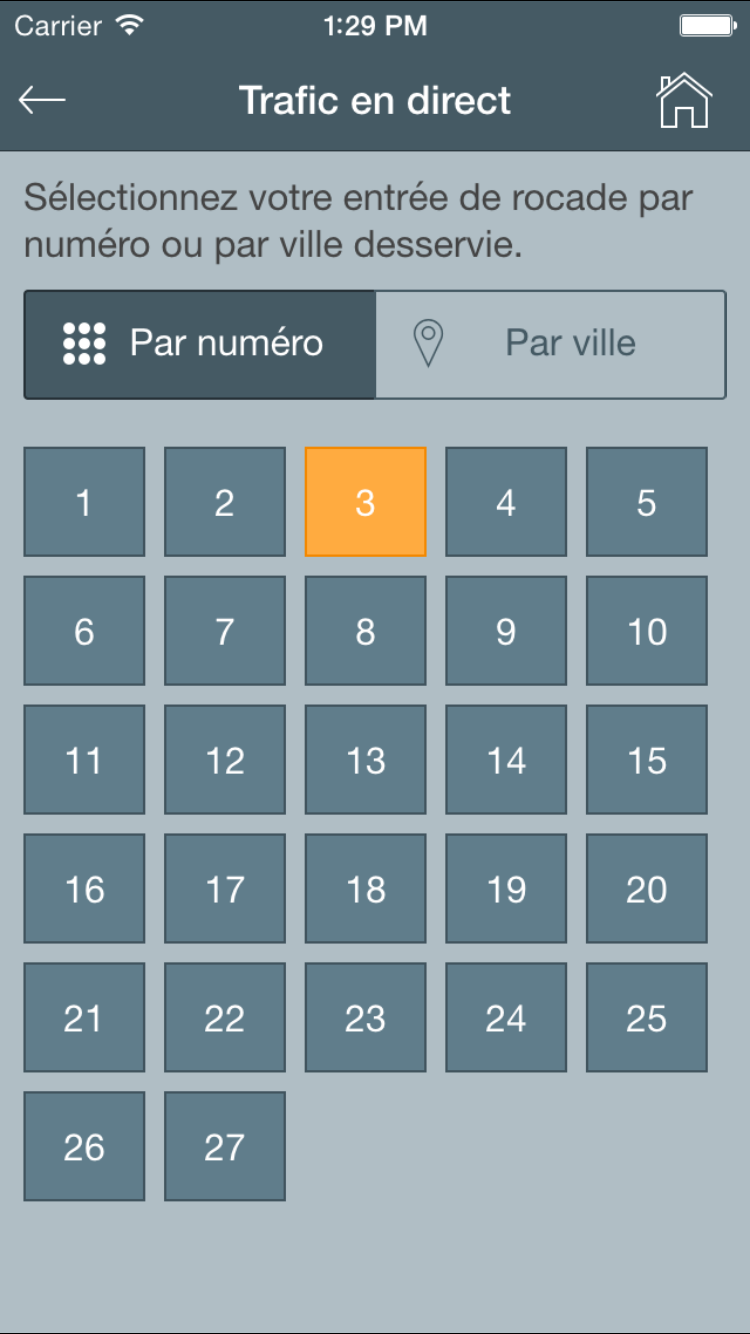 Carrier 1:29 PM
Trafic en direct
Sélectionnez votre entrée de rocade par
numéro ou par ville desservie.
Par numéro Par ville
1 2 3 4 5
6 7 8 9 10
11 12 13 14 15
16 17 18 19 20
21 22 23 24 25
26 27